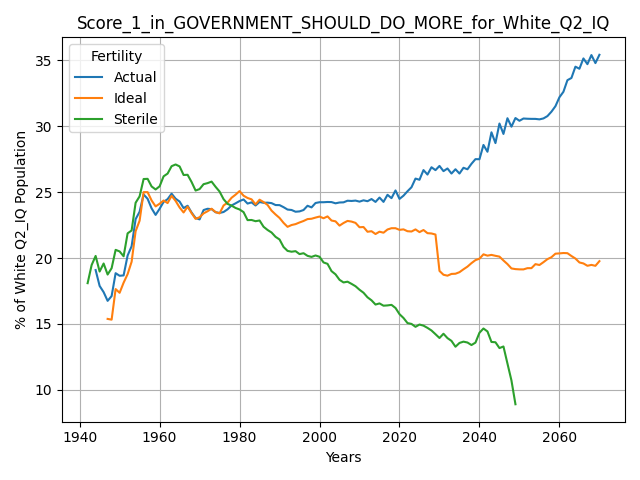 Score_1_in_GOVERNMENT_SHOULD_DO_MORE_for_White_Q2_IQ
Fertility
Actual
Ideal
Sterile
% of White Q2_IQ Population
35
30
25
20
15
10
1940 1960 1980 2000 2020 2040 2060
Years